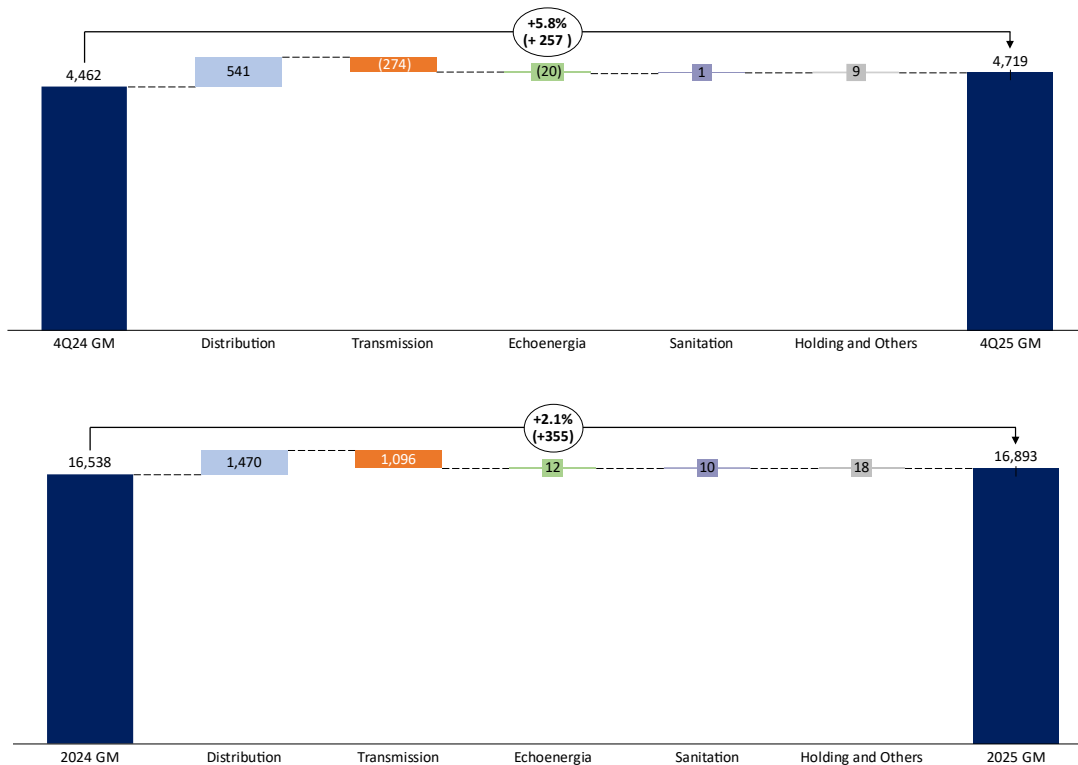 +5.8%
(+ 257 )
4,462
541
(274)
(20)
1
9
4,719
4Q24 GM
Distribution
Transmission
Echoenergia
Sanitation
Holding and Others
4Q25 GM
+2.1%
(+355)
16,538
1,470
1,096
12
10
18
16,893
2024 GM
Distribution
Transmission
Echoenergia
Sanitation
Holding and Others
2025 GM